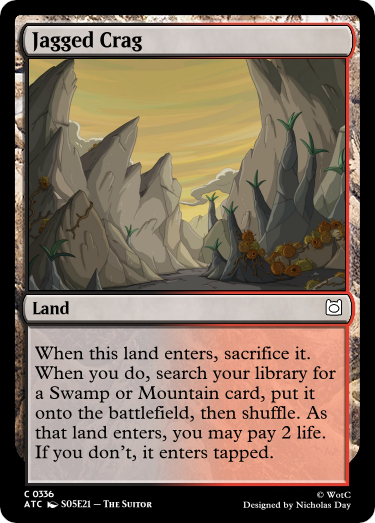 Jagged Crag
Land
When this land enters, sacrifice it.
When you do, search your library for
a Swamp or Mountain card, put it
onto the battlefield, then shuffle. As
that land enters, you may pay 2 life.
If you don't, it enters tapped.
C 0336
© WotC
ATC S05E21 – The Suitor
Designed by Nicholas Day